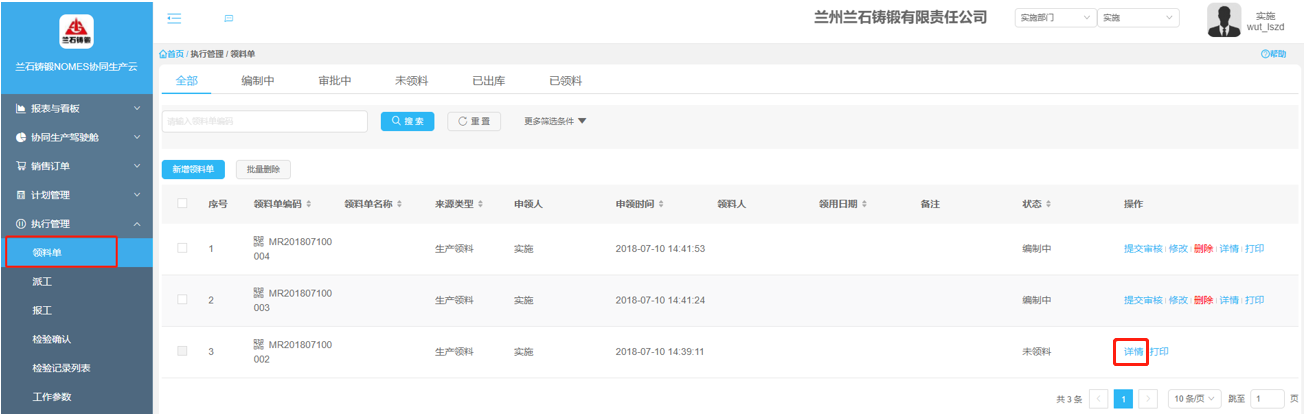 兰石铸锻
兰石铸锻NOMES协同生产云
报表与看板
协同生产驾驶舱
销售订单
计划管理
执行管理
领料单
派工
报工
检验确认
检验记录列表
工作参数
兰州兰石铸锻有限责任公司
实施部门
实施
实施
wut_lszd
首页 / 执行管理 / 领料单
帮助
全部 编制中 审批中 未领料 已出库 已领料
请输入领料单编码 搜索 重置 更多筛选条件
新增领料单 批量删除
序号 领料单编码 领料单名称 来源类型 申领人 申领时间 领料人 领用日期 备注 状态 操作
1 MR201807100004 生产领料 实施 2018-07-10 14:41:53 编制中 提交审核 修改 删除 详情 打印
2 MR201807100003 生产领料 实施 2018-07-10 14:41:24 编制中 提交审核 修改 删除 详情 打印
3 MR201807100002 生产领料 实施 2018-07-10 14:39:11 未领料 详情 打印
共 3 条 1 10 条/页 跳至 1 页